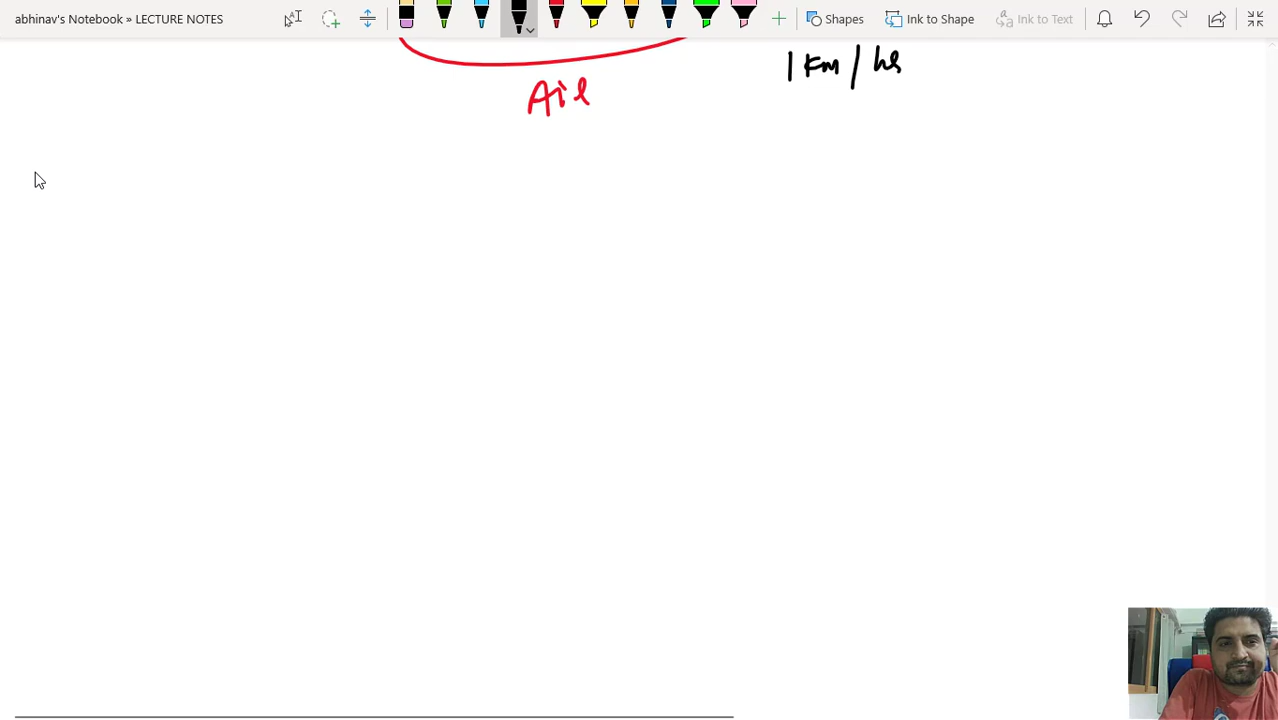 abhinav's Notebook » LECTURE NOTES
Shapes
Ink to Shape
Ink to Text
1 Km / hr
Air